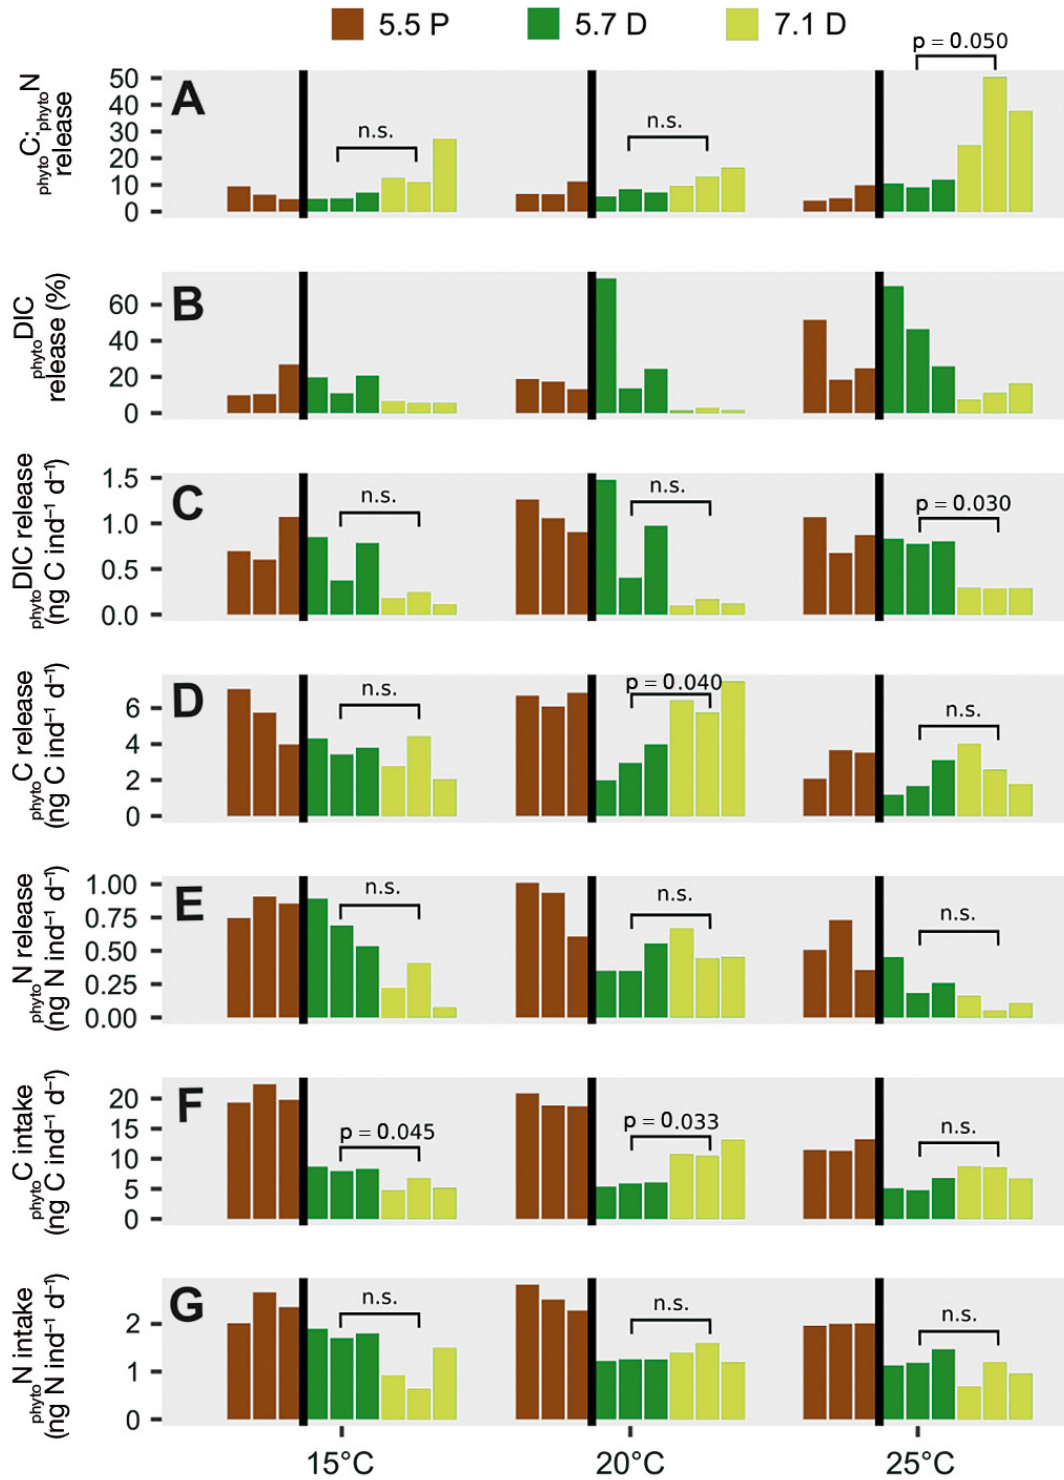 5.5 P 5.7 D 7.1 D
p = 0.050
A
phytoC:phytoN
release
50
40
30
20
10
0
n.s.
n.s.
B
phytoDIC
release (%)
60
40
20
0
C
phytoDIC release
(ng C ind⁻¹ d⁻¹)
1.5
1.0
0.5
0.0
n.s.
n.s.
p = 0.030
D
phytoC release
(ng C ind⁻¹ d⁻¹)
6
4
2
0
n.s.
p = 0.040
n.s.
E
phytoN release
(ng N ind⁻¹ d⁻¹)
1.00
0.75
0.50
0.25
0.00
n.s.
n.s.
n.s.
F
phytoC intake
(ng C ind⁻¹ d⁻¹)
20
15
10
5
0
p = 0.045
p = 0.033
n.s.
G
phytoN intake
(ng N ind⁻¹ d⁻¹)
2
1
0
n.s.
n.s.
n.s.
15°C 20°C 25°C